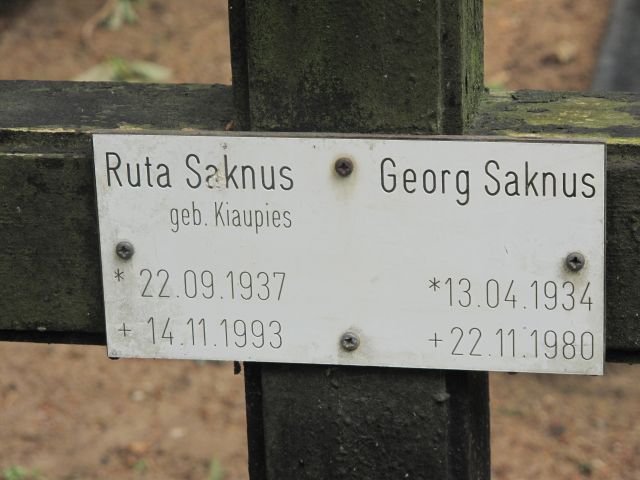 Ruta Saknus
geb. Kiaupies
* 22.09.1937
+ 14.11.1993
Georg Saknus
*13.04.1934
+22.11.1980